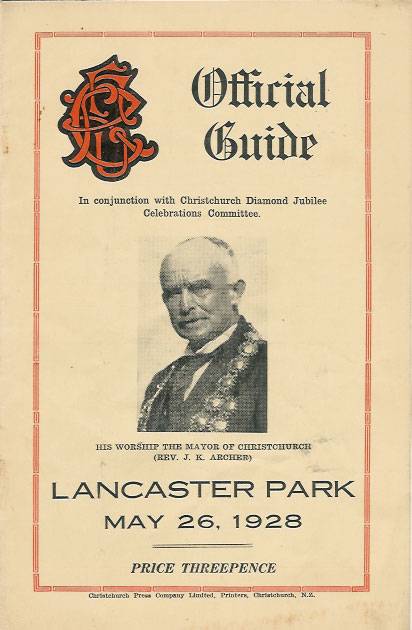 Official
Guide
In conjunction with Christchurch Diamond Jubilee
Celebrations Committee.
HIS WORSHIP THE MAYOR OF CHRISTCHURCH
(REV. J. K. ARCHER)
LANCASTER PARK
MAY 26, 1928
PRICE THREEPENCE
Christchurch Press Company Limited, Printers, Christchurch, N.Z.